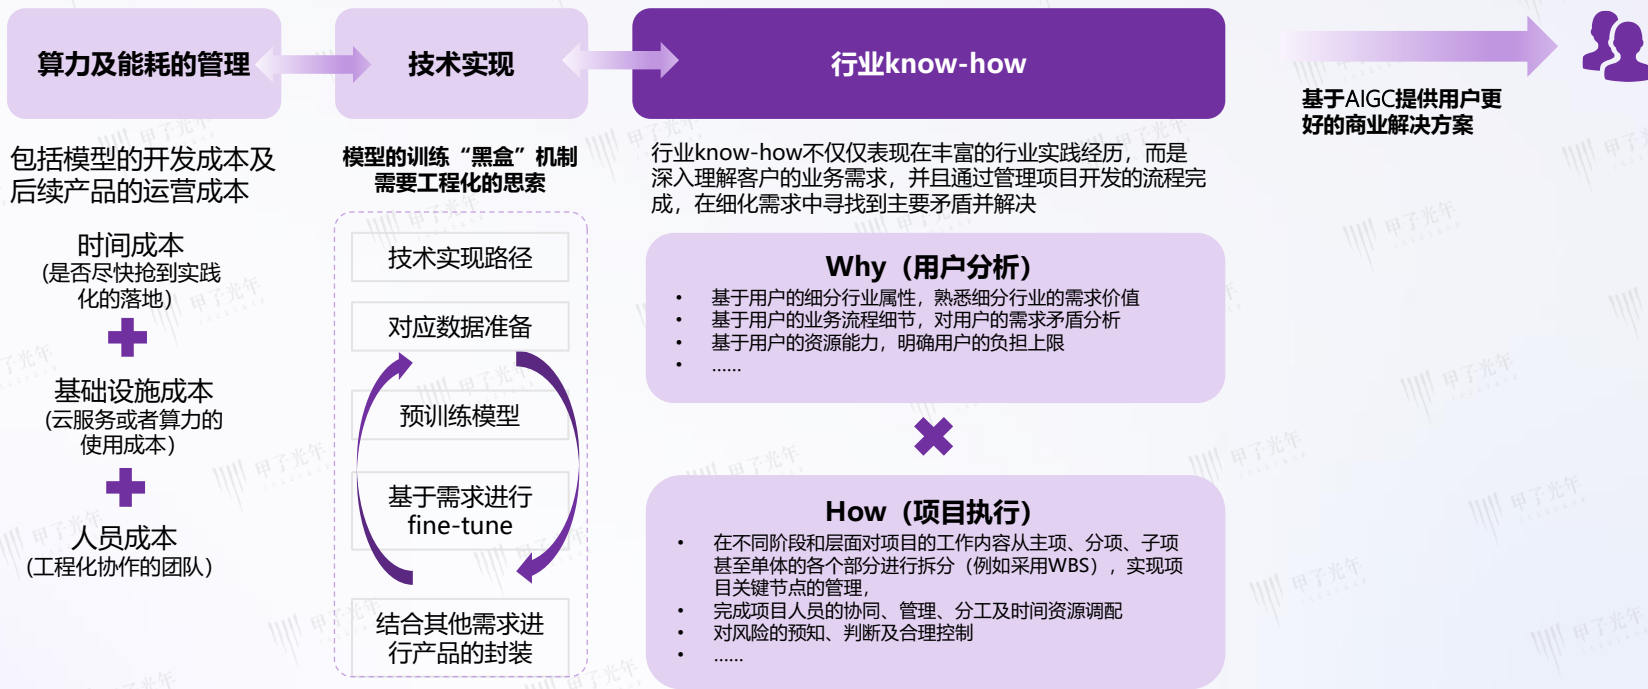 算力及能耗的管理
包括模型的开发成本及
后续产品的运营成本
时间成本
(是否尽快抢到实践
化的落地)
基础设施成本
(云服务或者算力的
使用成本)
人员成本
(工程化协作的团队)
技术实现
模型的训练“黑盒”机制
需要工程化的思索
技术实现路径
对应数据准备
预训练模型
基于需求进行
fine-tune
结合其他需求进
行产品的封装
行业know-how
行业know-how不仅仅表现在丰富的行业实践经历，而是
深入理解客户的业务需求，并且通过管理项目开发的流程完
成，在细化需求中寻找到主要矛盾并解决
Why（用户分析）
• 基于用户的细分行业属性，熟悉细分行业的需求价值
• 基于用户的业务流程细节，对用户的需求矛盾分析
• 基于用户的资源能力，明确用户的负担上限
• ……
How（项目执行）
• 在不同阶段和层面对项目的工作内容从主项、分项、子项
甚至单体的各个部分进行拆分（例如采用WBS），实现项
目关键节点的管理，
• 完成项目人员的协同、管理、分工及时间资源调配
• 对风险的预知、判断及合理控制
• ……
基于AIGC提供用户更
好的商业解决方案
甲子光年